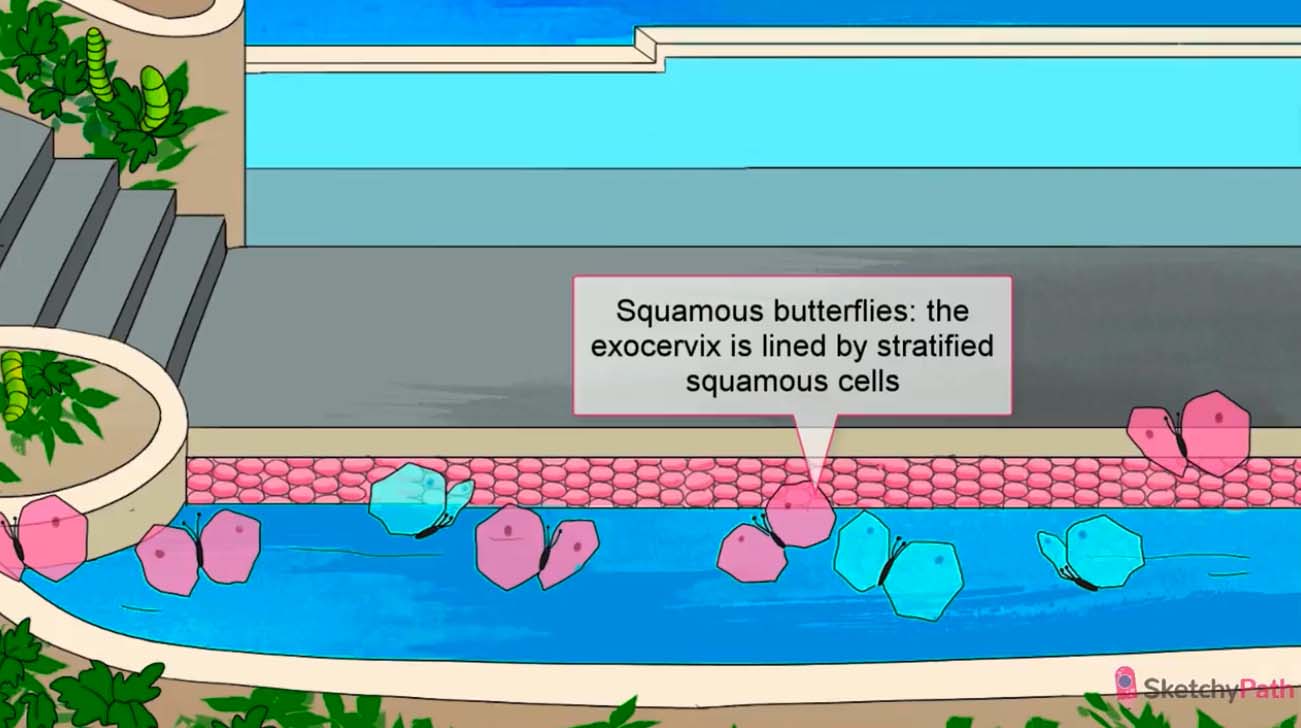 Squamous butterflies: the
exocervix is lined by stratified
squamous cells
SketchyPath